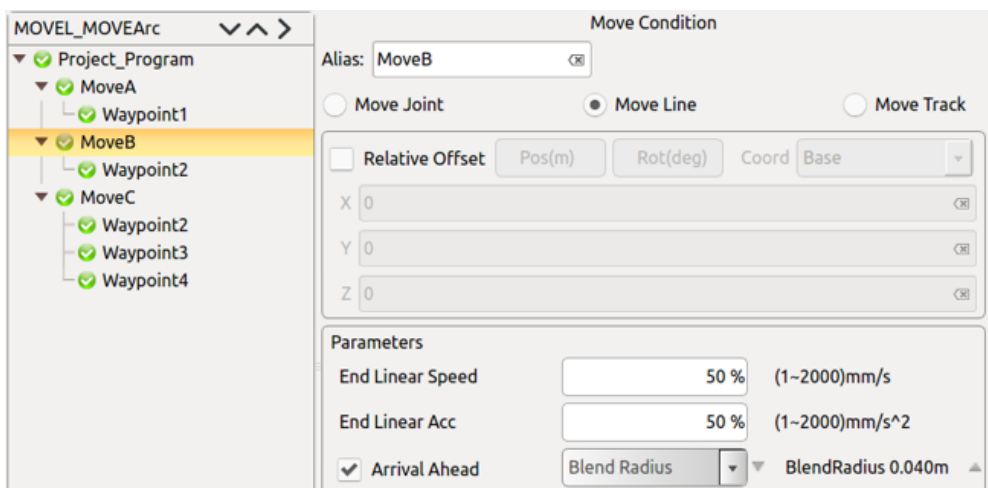 MOVEL_MOVEArc
Project_Program
MoveA
Waypoint1
MoveB
Waypoint2
MoveC
Waypoint2
Waypoint3
Waypoint4
Move Condition
Alias: MoveB
Move Joint Move Line Move Track
Relative Offset Pos(m) Rot(deg) Coord Base
X 0
Y 0
Z 0
Parameters
End Linear Speed 50 % (1~2000)mm/s
End Linear Acc 50 % (1~2000)mm/s^2
Arrival Ahead Blend Radius BlendRadius 0.040m